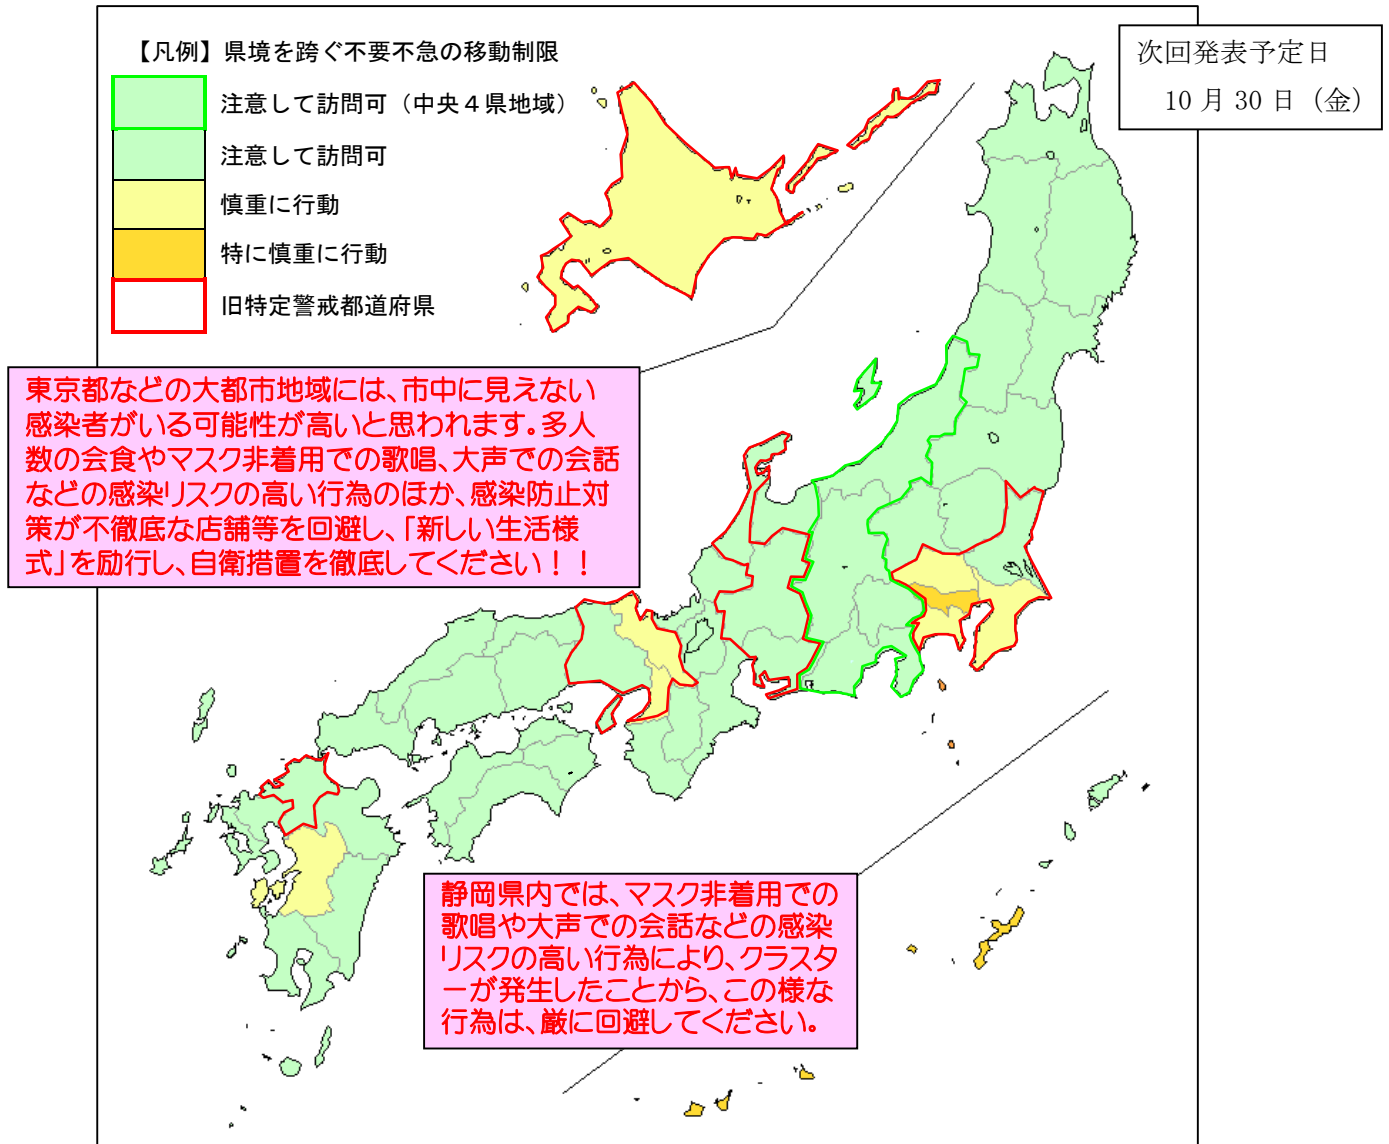 【凡例】県境を跨ぐ不要不急の移動制限
注意して訪問可（中央４県地域）
注意して訪問可
慎重に行動
特に慎重に行動
旧特定警戒都道府県
次回発表予定日
10 月 30 日（金）
東京都などの大都市地域には、市中に見えない
感染者がいる可能性が高いと思われます。多人
数の会食やマスク非着用での歌唱、大声での会話
などの感染リスクの高い行為のほか、感染防止対
策が不徹底な店舗等を回避し、「新しい生活様
式」を励行し、自衛措置を徹底してください！！
静岡県内では、マスク非着用での
歌唱や大声での会話などの感染
リスクの高い行為により、クラスタ
ーが発生したことから、この様な
行為は、厳に回避してください。